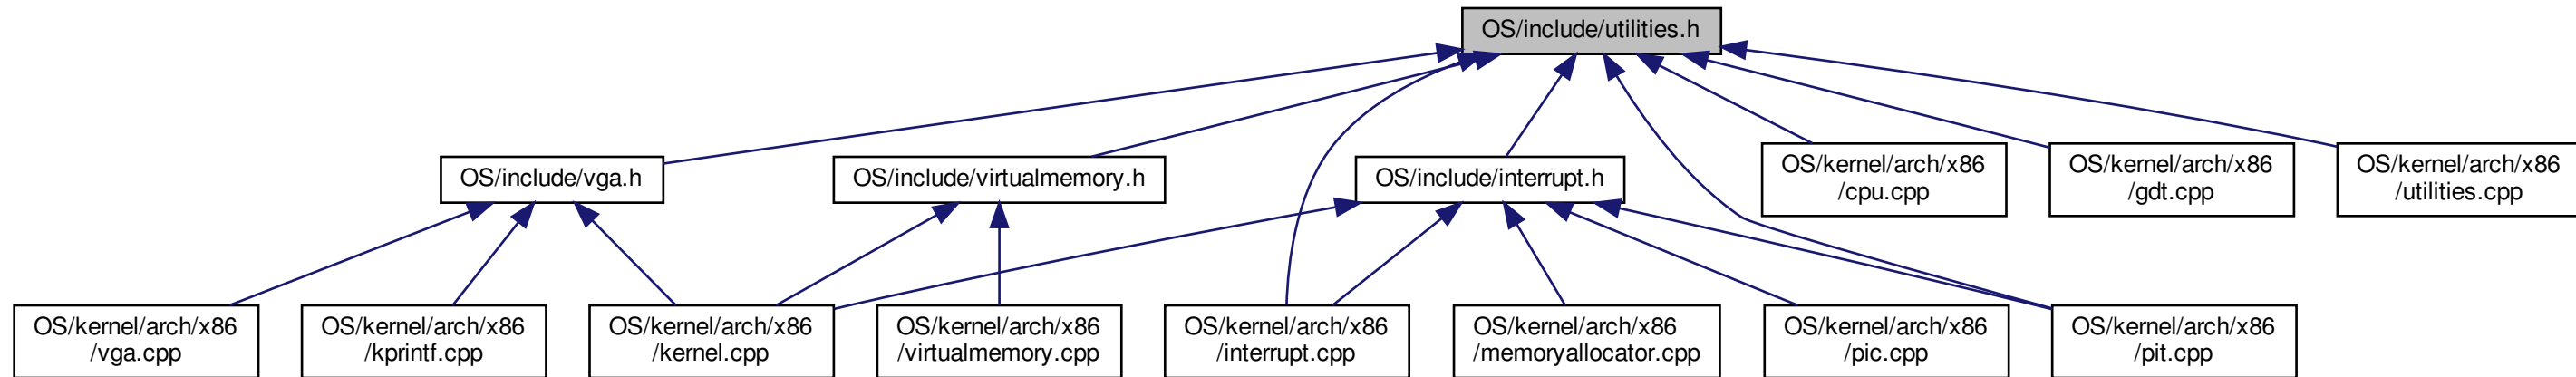 OS/include/utilities.h
OS/include/vga.h
OS/include/virtualmemory.h
OS/include/interrupt.h
OS/kernel/arch/x86
/cpu.cpp
OS/kernel/arch/x86
/gdt.cpp
OS/kernel/arch/x86
/utilities.cpp
OS/kernel/arch/x86
/vga.cpp
OS/kernel/arch/x86
/kprintf.cpp
OS/kernel/arch/x86
/kernel.cpp
OS/kernel/arch/x86
/virtualmemory.cpp
OS/kernel/arch/x86
/interrupt.cpp
OS/kernel/arch/x86
/memoryallocator.cpp
OS/kernel/arch/x86
/pic.cpp
OS/kernel/arch/x86
/pit.cpp